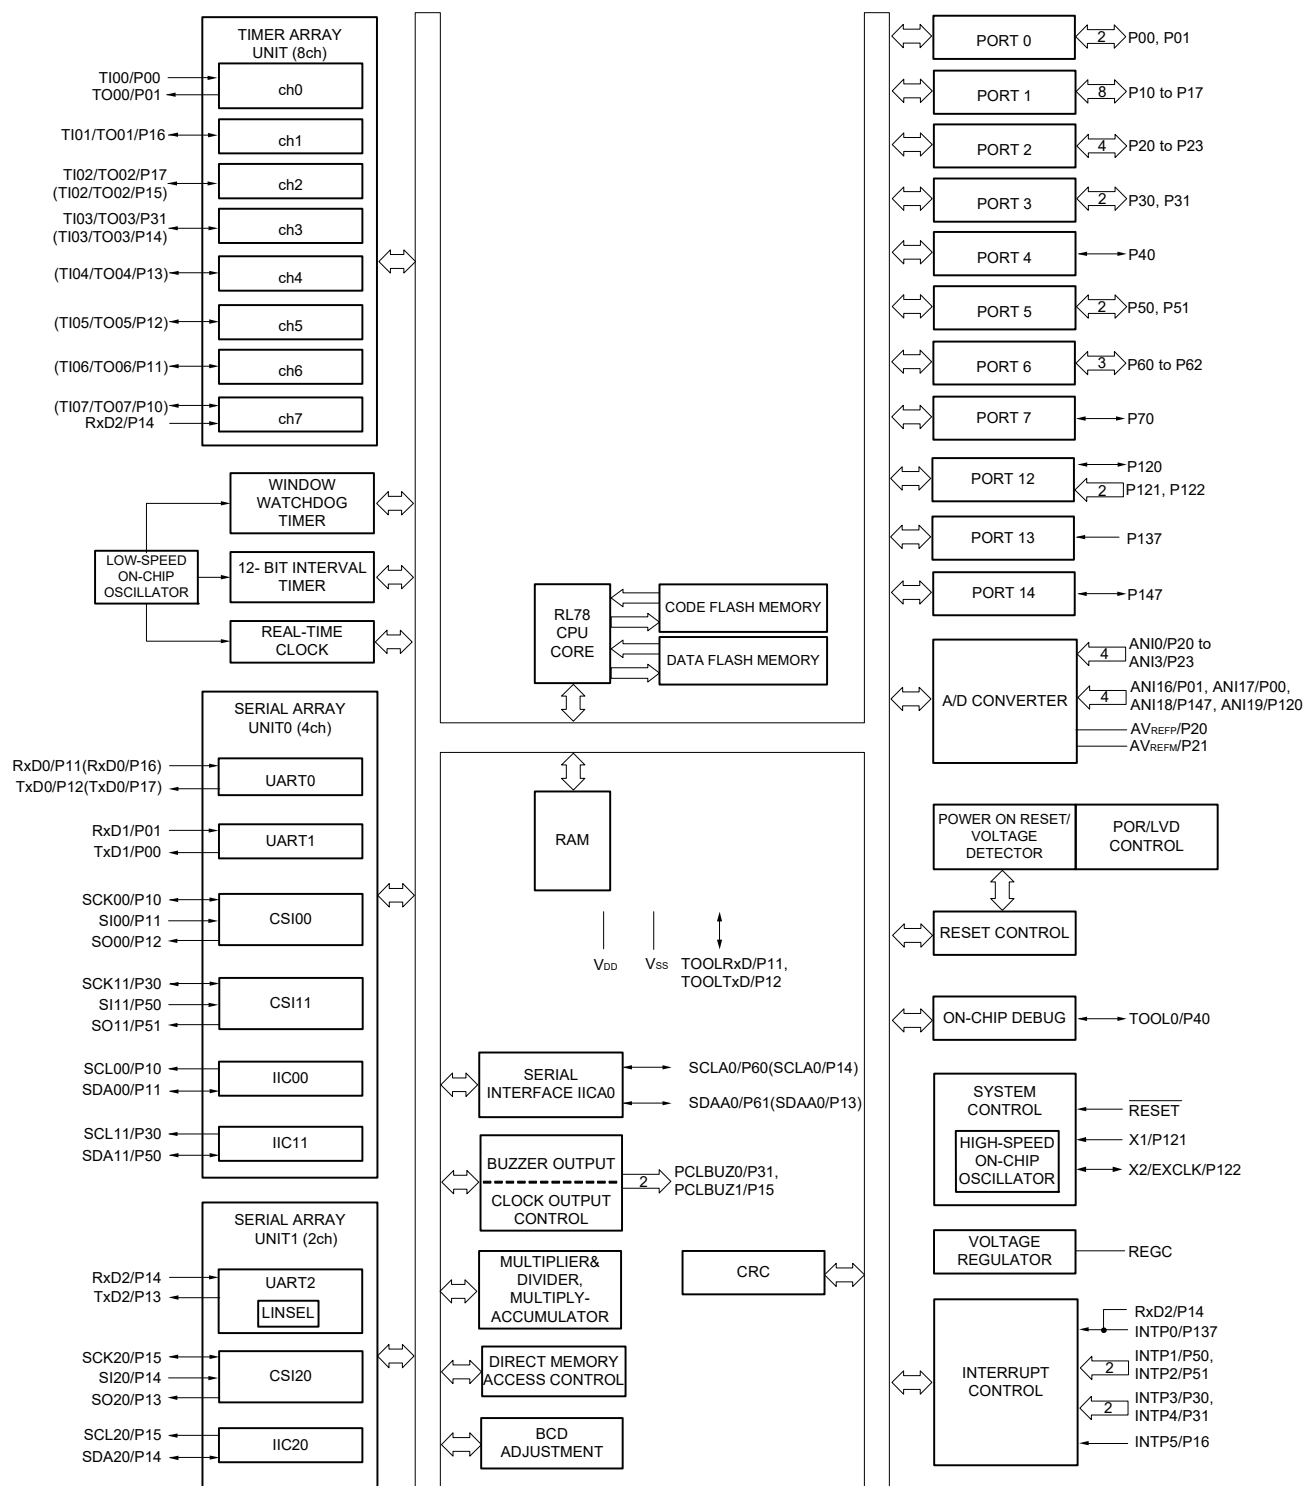 TIMER ARRAY
UNIT (8ch)
TI00/P00
TO00/P01
ch0
TI01/TO01/P16
ch1
TI02/TO02/P17
(TI02/TO02/P15)
ch2
TI03/TO03/P31
(TI03/TO03/P14)
ch3
(TI04/TO04/P13)
ch4
(TI05/TO05/P12)
ch5
(TI06/TO06/P11)
ch6
(TI07/TO07/P10)
RxD2/P14
ch7
WINDOW
WATCHDOG
TIMER
LOW-SPEED
ON-CHIP
OSCILLATOR
12- BIT INTERVAL
TIMER
REAL-TIME
CLOCK
SERIAL ARRAY
UNIT0 (4ch)
RxD0/P11(RxD0/P16)
TxD0/P12(TxD0/P17)
UART0
RxD1/P01
TxD1/P00
UART1
SCK00/P10
SI00/P11
SO00/P12
CSI00
SCK11/P30
SI11/P50
SO11/P51
CSI11
SCL00/P10
SDA00/P11
IIC00
SCL11/P30
SDA11/P50
IIC11
SERIAL ARRAY
UNIT1 (2ch)
RxD2/P14
TxD2/P13
UART2
LINSEL
SCK20/P15
SI20/P14
SO20/P13
CSI20
SCL20/P15
SDA20/P14
IIC20
RL78
CPU
CORE
CODE FLASH MEMORY
DATA FLASH MEMORY
RAM
VDD
VSS
TOOLRxD/P11,
TOOLTxD/P12
SERIAL
INTERFACE IICA0
SCLA0/P60(SCLA0/P14)
SDAA0/P61(SDAA0/P13)
BUZZER OUTPUT
CLOCK OUTPUT
CONTROL
2
PCLBUZ0/P31,
PCLBUZ1/P15
MULTIPLIER&
DIVIDER,
MULTIPLY-
ACCUMULATOR
CRC
DIRECT MEMORY
ACCESS CONTROL
BCD
ADJUSTMENT
PORT 0
2
P00, P01
PORT 1
8
P10 to P17
PORT 2
4
P20 to P23
PORT 3
2
P30, P31
PORT 4
P40
PORT 5
2
P50, P51
PORT 6
3
P60 to P62
PORT 7
P70
PORT 12
P120
2
P121, P122
PORT 13
P137
PORT 14
P147
A/D CONVERTER
4
ANI0/P20 to
ANI3/P23
4
ANI16/P01, ANI17/P00,
ANI18/P147, ANI19/P120
AVREFP/P20
AVREFM/P21
POWER ON RESET/
VOLTAGE
DETECTOR
POR/LVD
CONTROL
RESET CONTROL
ON-CHIP DEBUG
TOOL0/P40
SYSTEM
CONTROL
HIGH-SPEED
ON-CHIP
OSCILLATOR
RESET
X1/P121
X2/EXCLK/P122
VOLTAGE
REGULATOR
REGC
INTERRUPT
CONTROL
RxD2/P14
INTP0/P137
2
INTP1/P50,
INTP2/P51
2
INTP3/P30,
INTP4/P31
INTP5/P16